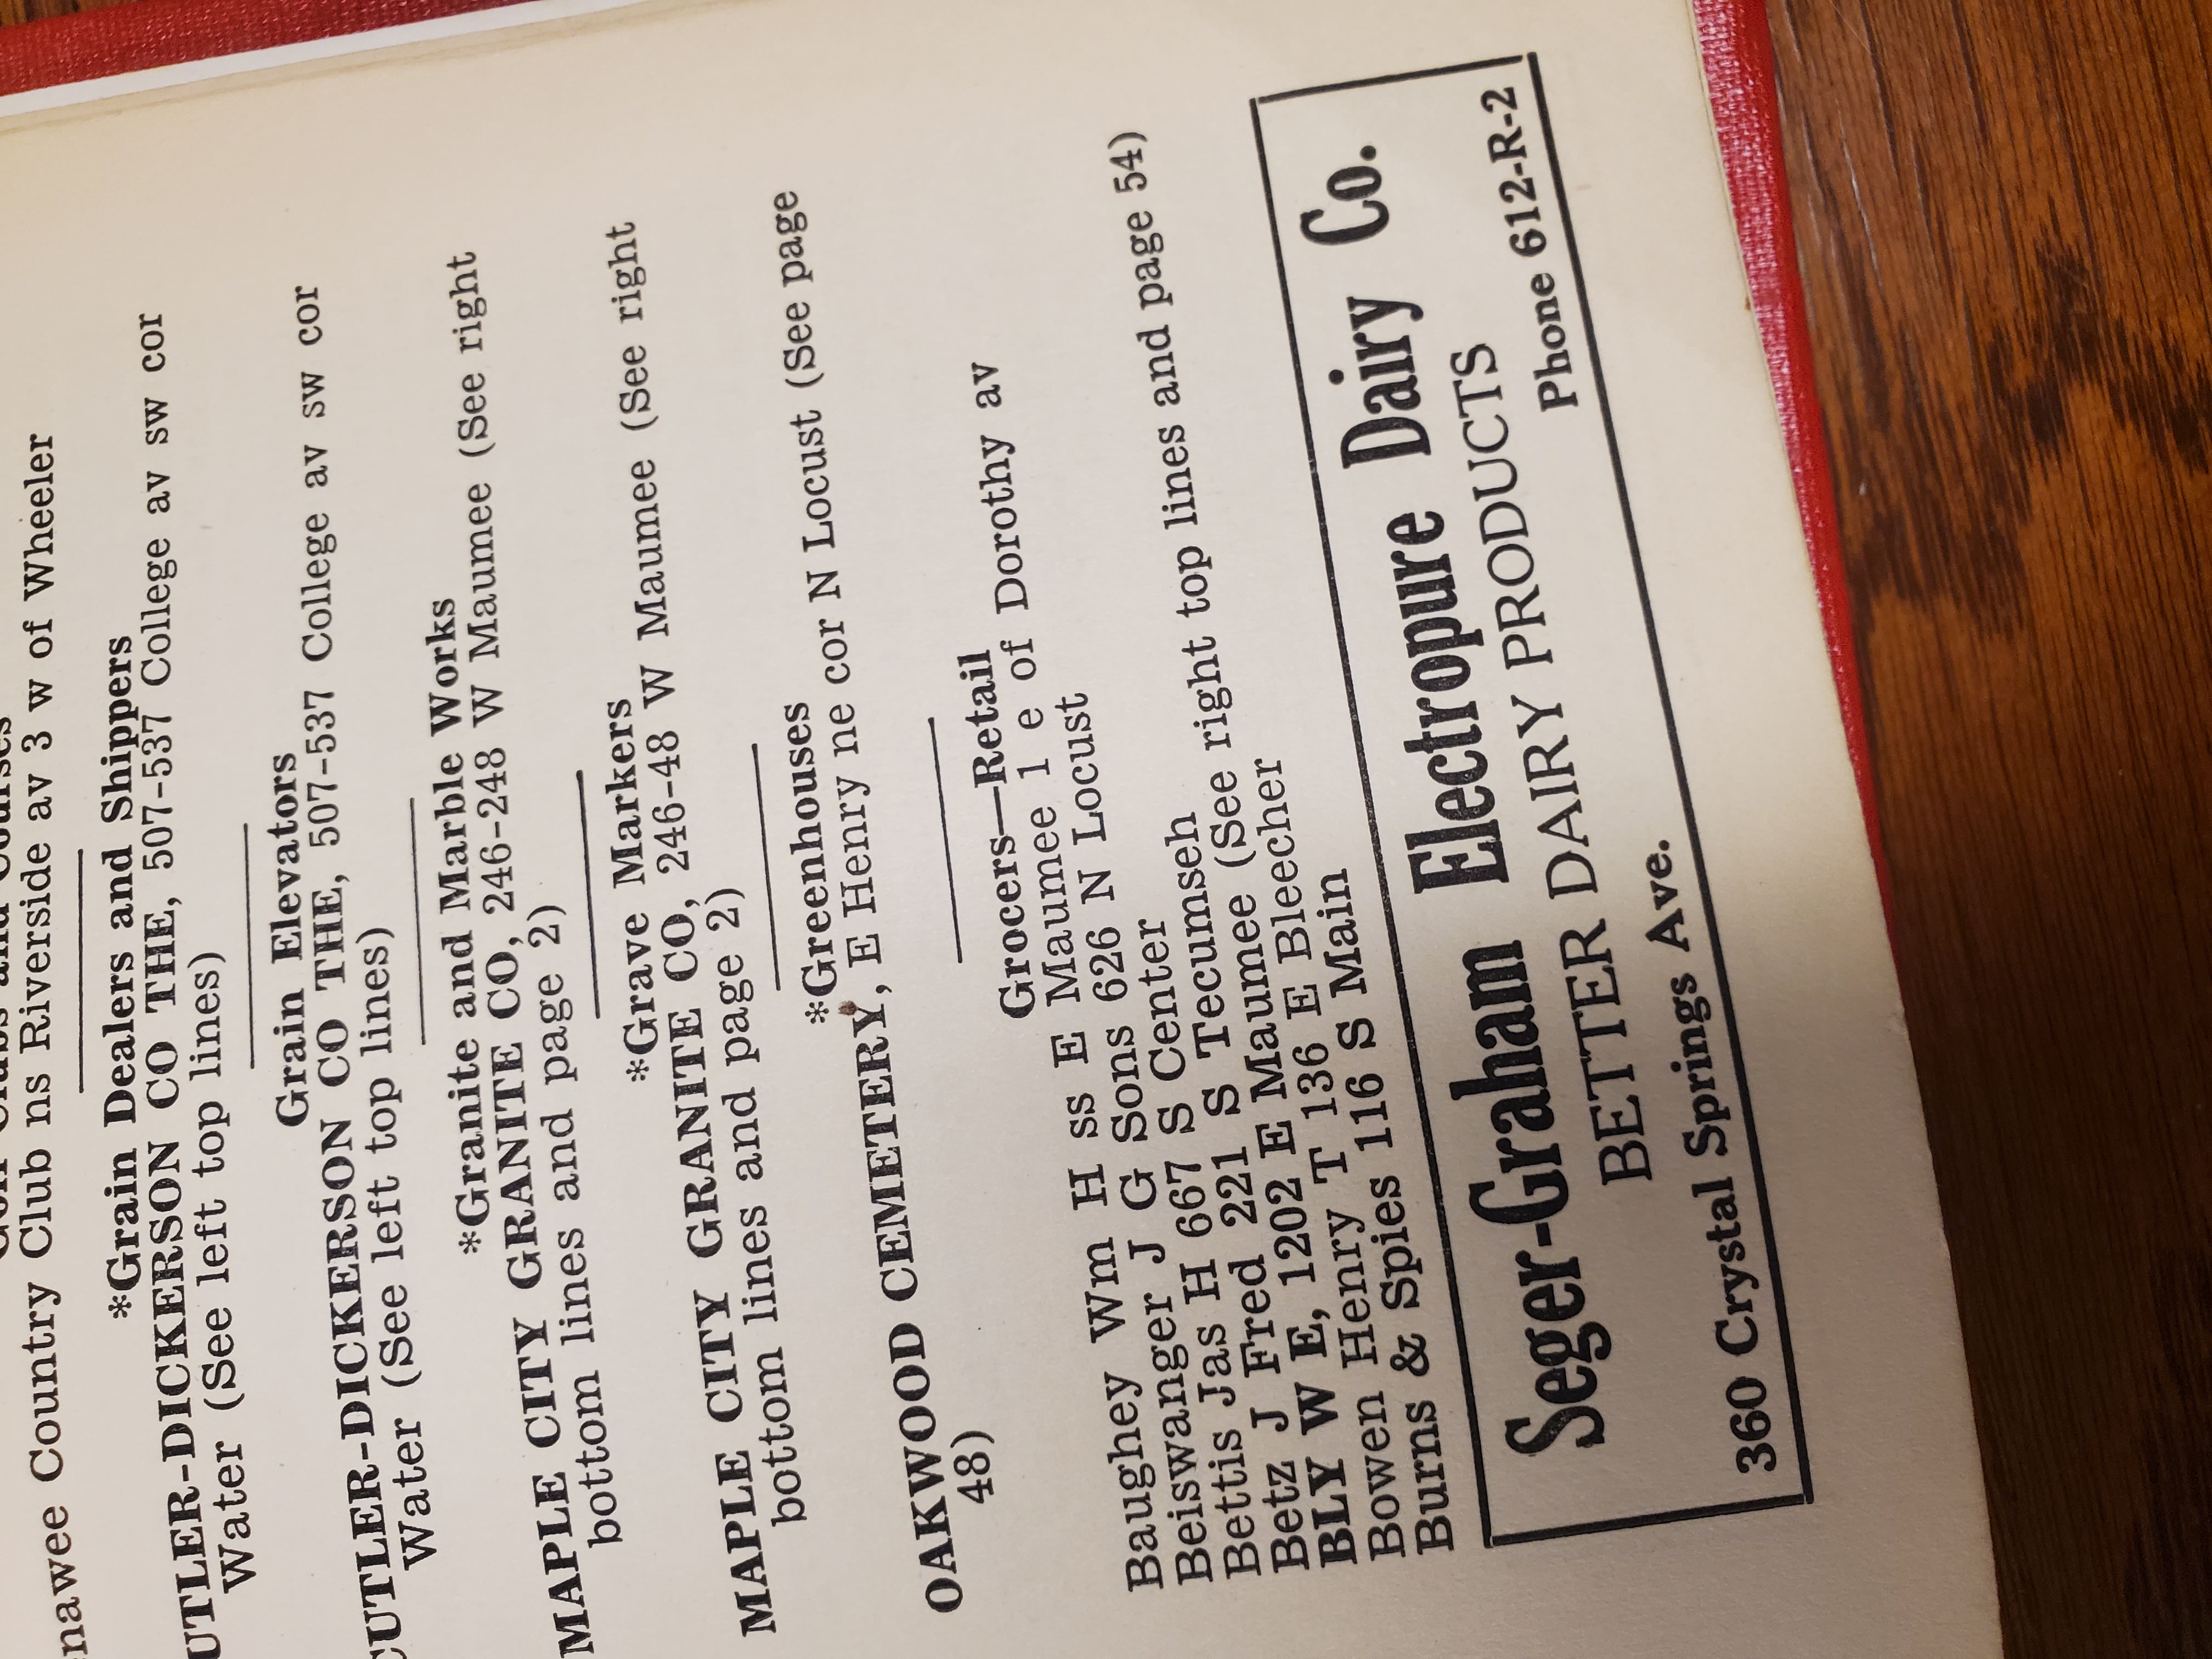 Golf Clubs and Courses
nawee Country Club ns Riverside av 3 w of Wheeler
*Grain Dealers and Shippers
UTLER-DICKERSON CO THE, 507-537 College av sw cor
Water (See left top lines)
Grain Elevators
CUTLER-DICKERSON CO THE, 507-537 College av sw cor
Water (See left top lines)
*Granite and Marble Works
MAPLE CITY GRANITE CO, 246-248 W Maumee (See right
bottom lines and page 2)
*Grave Markers
MAPLE CITY GRANITE CO, 246-48 W Maumee (See right
bottom lines and page 2)
*Greenhouses
OAKWOOD CEMETERY, E Henry ne cor N Locust (See page
48)
Grocers—Retail
Baughey Wm H ss E Maumee 1 e of Dorothy av
Beiswanger J G Sons 626 N Locust
Bettis Jas H 667 S Center
Betz J Fred 221 S Tecumseh
BLY W E, 1202 E Maumee (See right top lines and page 54)
Bowen Henry T 136 E Bleecher
Burns & Spies 116 S Main
Seger-Graham Electropure Dairy Co.
BETTER DAIRY PRODUCTS
360 Crystal Springs Ave. Phone 612-R-2